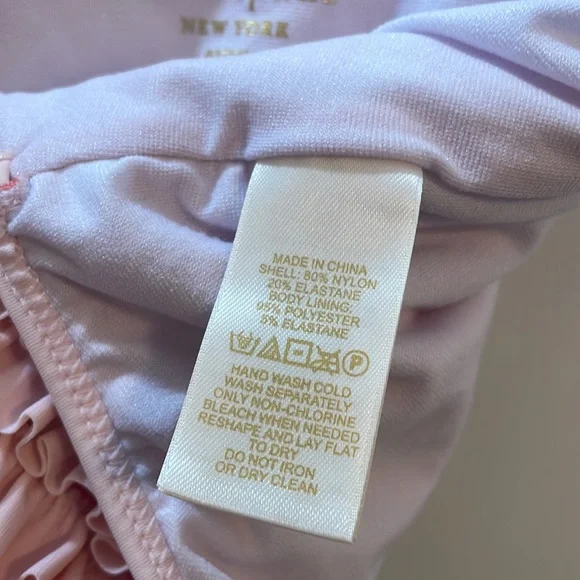 NEW YORK
MADE IN CHINA
SHELL: 80% NYLON
20% ELASTANE
BODY LINING,
95% POLYESTER
5% ELASTANE
P
HAND WASH COLD
WASH SEPARATELY
ONLY NON-CHLORINE
BLEACH WHEN NEEDED
RESHAPE AND LAY FLAT
TO DRY
DO NOT IRON
OR DRY CLEAN